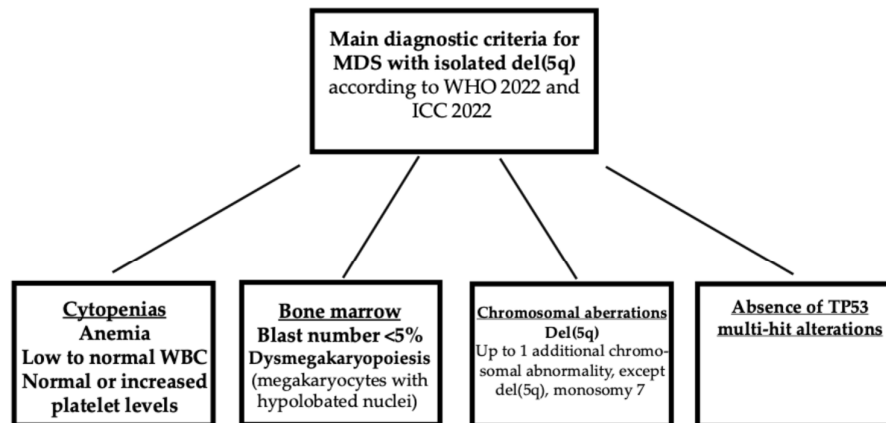 Main diagnostic criteria for
MDS with isolated del(5q)
according to WHO 2022 and
ICC 2022
Cytopenias
Anemia
Low to normal WBC
Normal or increased
platelet levels
Bone marrow
Blast number <5%
Dysmegakaryopoiesis
(megakaryocytes with
hypolobated nuclei)
Chromosomal aberrations
Del(5q)
Up to 1 additional chromo-
somal abnormality, except
del(5q), monosomy 7
Absence of TP53
multi-hit alterations